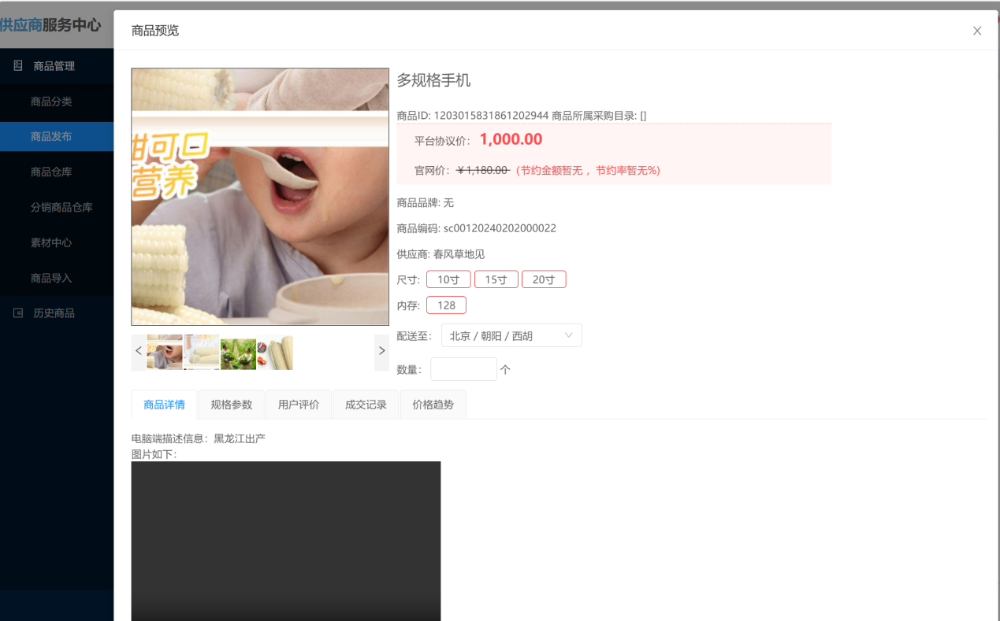 供应商服务中心
商品预览
商品管理
商品分类
商品发布
商品仓库
分销商品仓库
素材中心
商品导入
历史商品
甜可口
营养
多规格手机
商品ID: 1203015831861202944 商品所属采购目录: []
平台协议价: 1,000.00
官网价: ¥1,180.00 (节约金额暂无 ，节约率暂无%)
商品品牌: 无
商品编码: sc00120240202000022
供应商: 春风草地见
尺寸: 10寸 15寸 20寸
内存: 128
配送至: 北京 / 朝阳 / 西胡
数量: 个
商品详情 规格参数 用户评价 成交记录 价格趋势
电脑端描述信息: 黑龙江出产
图片如下: